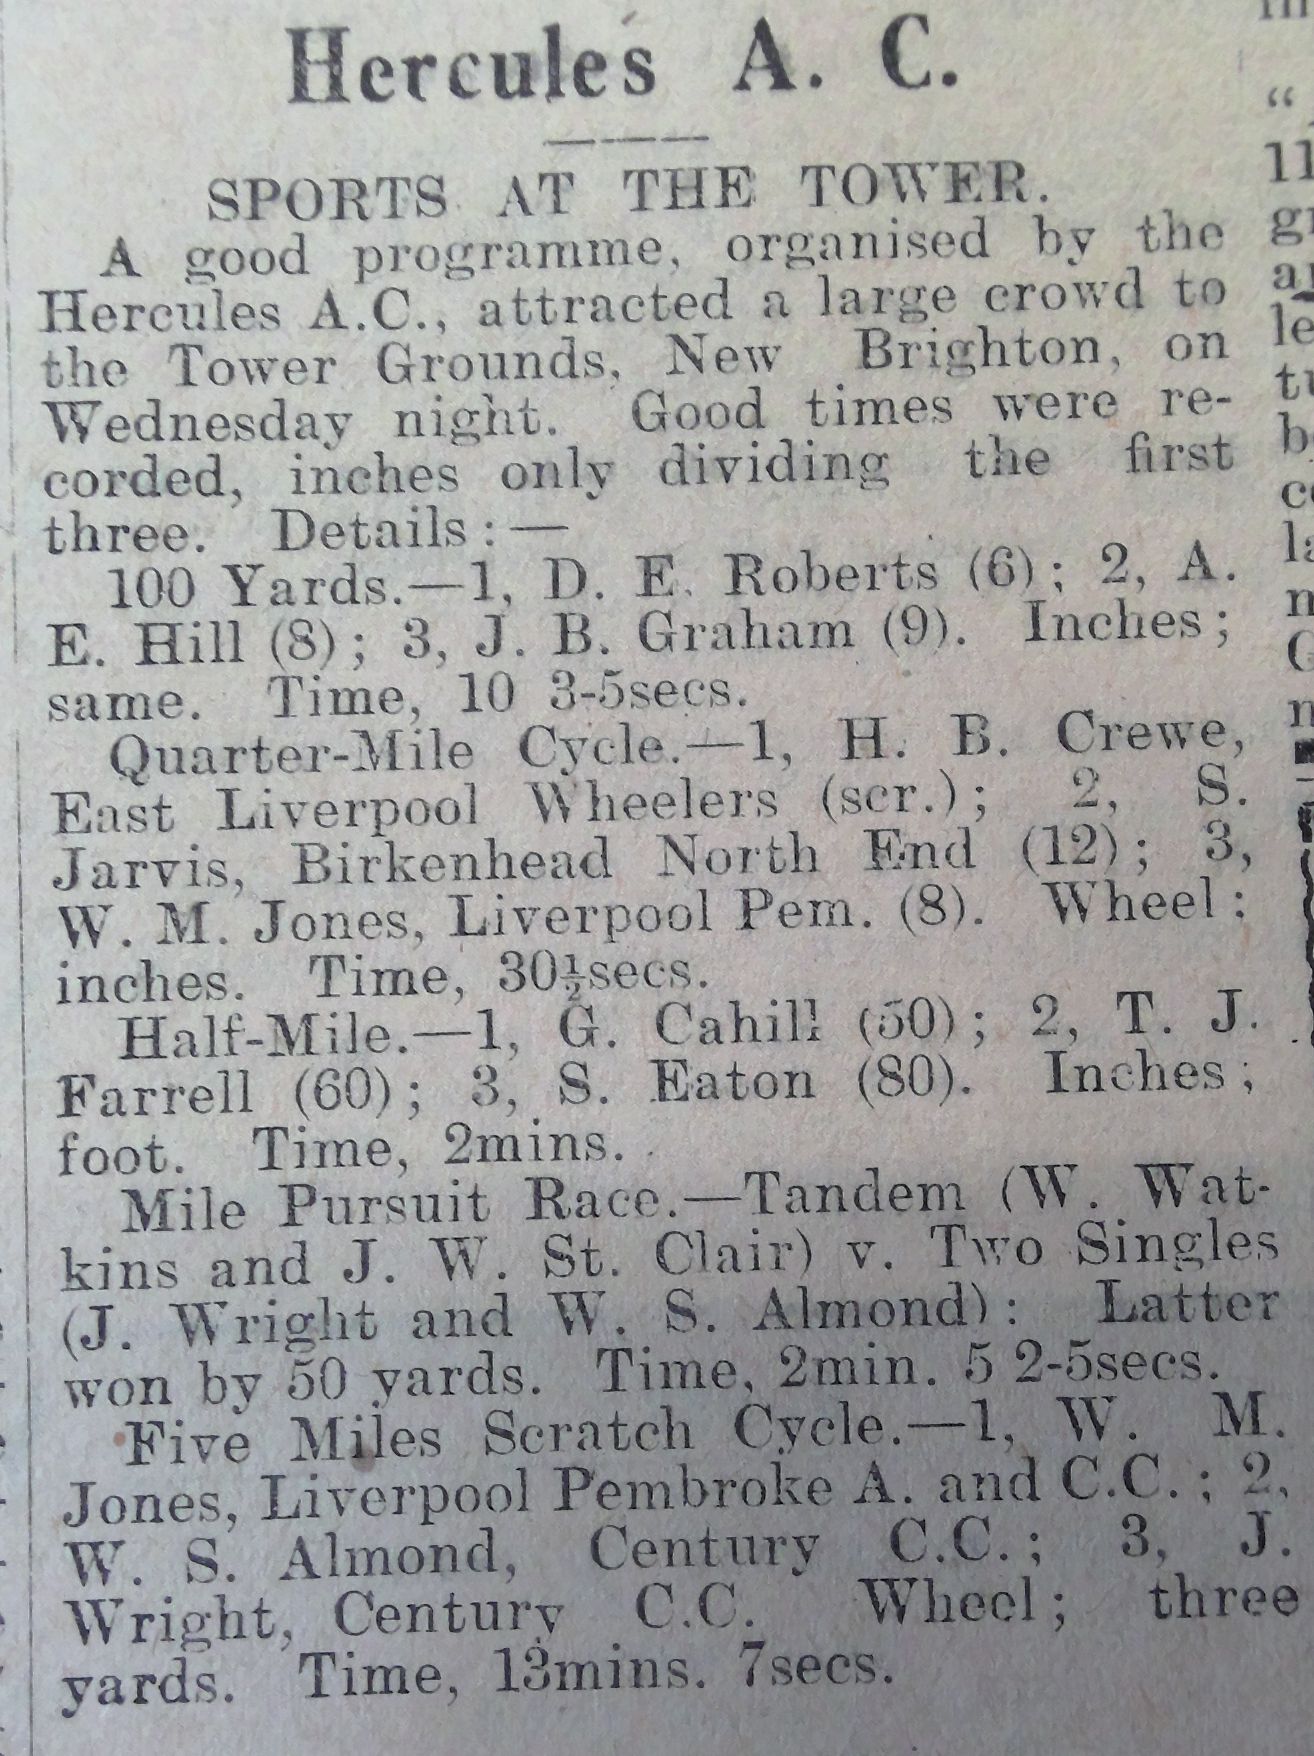 Hercules A. C.
SPORTS AT THE TOWER.
A good programme, organised by the
Hercules A.C., attracted a large crowd to
the Tower Grounds, New Brighton, on
Wednesday night. Good times were re-
corded, inches only dividing the first
three. Details:—
100 Yards.—1, D. E. Roberts (6); 2, A.
E. Hill (8); 3, J. B. Graham (9). Inches;
same. Time, 10 3-5secs.
Quarter-Mile Cycle.—1, H. B. Crewe,
East Liverpool Wheelers (scr.); 2, S.
Jarvis, Birkenhead North End (12); 3,
W. M. Jones, Liverpool Pem. (8). Wheel;
inches. Time, 30½secs.
Half-Mile.—1, G. Cahill (50); 2, T. J.
Farrell (60); 3, S. Eaton (80). Inches;
foot. Time, 2mins.
Mile Pursuit Race.—Tandem (W. Wat-
kins and J. W. St. Clair) v. Two Singles
(J. Wright and W. S. Almond): Latter
won by 50 yards. Time, 2min. 5 2-5secs.
Five Miles Scratch Cycle.—1, W. M.
Jones, Liverpool Pembroke A. and C.C.; 2,
W. S. Almond, Century C.C.; 3, J.
Wright, Century C.C. Wheel; three
yards. Time, 13mins. 7secs.